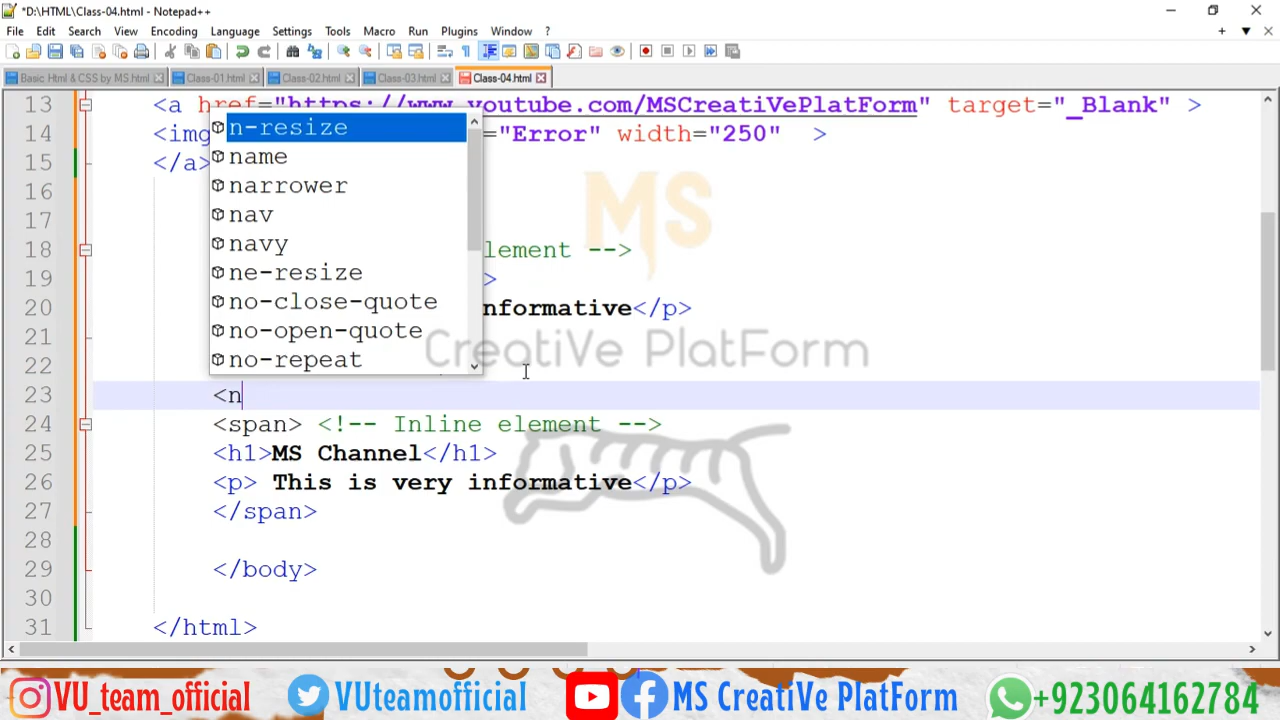 *D:\HTML\Class-04.html - Notepad++
File Edit Search View Encoding Language Settings Tools Macro Run Plugins Window ?
Basic Html & CSS by MS.html Class-01.html Class-02.html Class-03.html Class-04.html
13 <a href="https://www.youtube.com/MSCreatiVePlatForm" target="_Blank" >
14 <img ="Error" width="250" >
15 </a>
16
17
18 element -->
19 >
20 informative</p>
21
22
23 <n
24 <span> <!-- Inline element -->
25 <h1>MS Channel</h1>
26 <p> This is very informative</p>
27 </span>
28
29 </body>
30
31 </html>
n-resize
name
narrower
nav
navy
ne-resize
no-close-quote
no-open-quote
no-repeat
MS
CreatiVe PlatForm
VU_team_official VUteamofficial MS CreatiVe PlatForm +923064162784